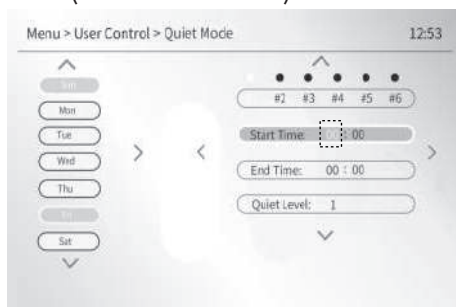 Menu > User Control > Quiet Mode 12:53
Sun
Mon
Tue
Wed
Thu
Sat
#2 #3 #4 #5 #6
Start Time: 00 : 00
End Time: 00 : 00
Quiet Level: 1